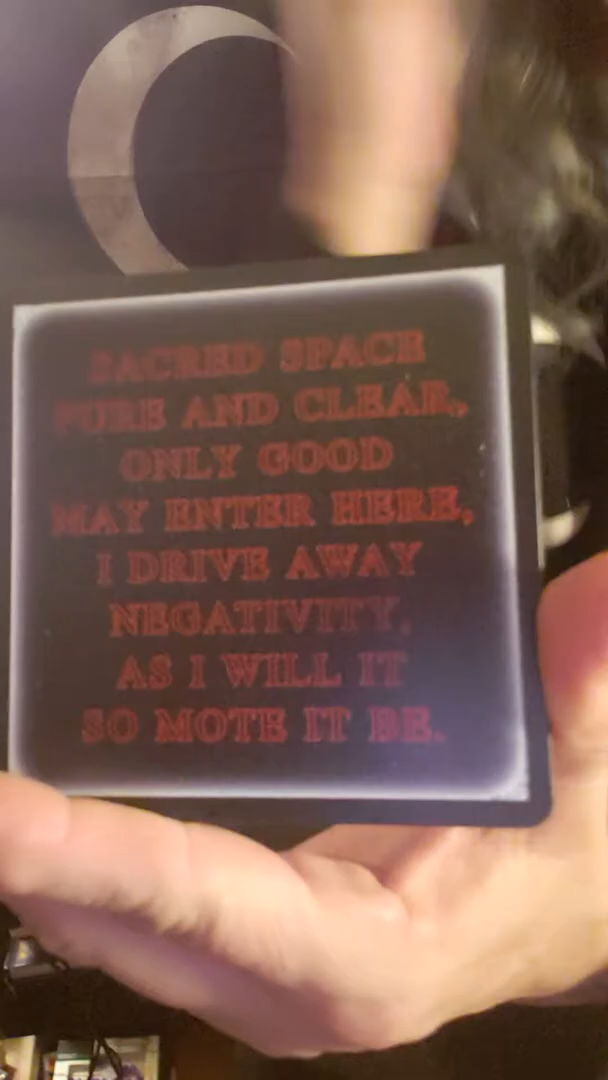 SACRED SPACE
PURE AND CLEAR,
ONLY GOOD
MAY ENTER HERE,
I DRIVE AWAY
NEGATIVITY.
AS I WILL IT
SO MOTE IT BE.